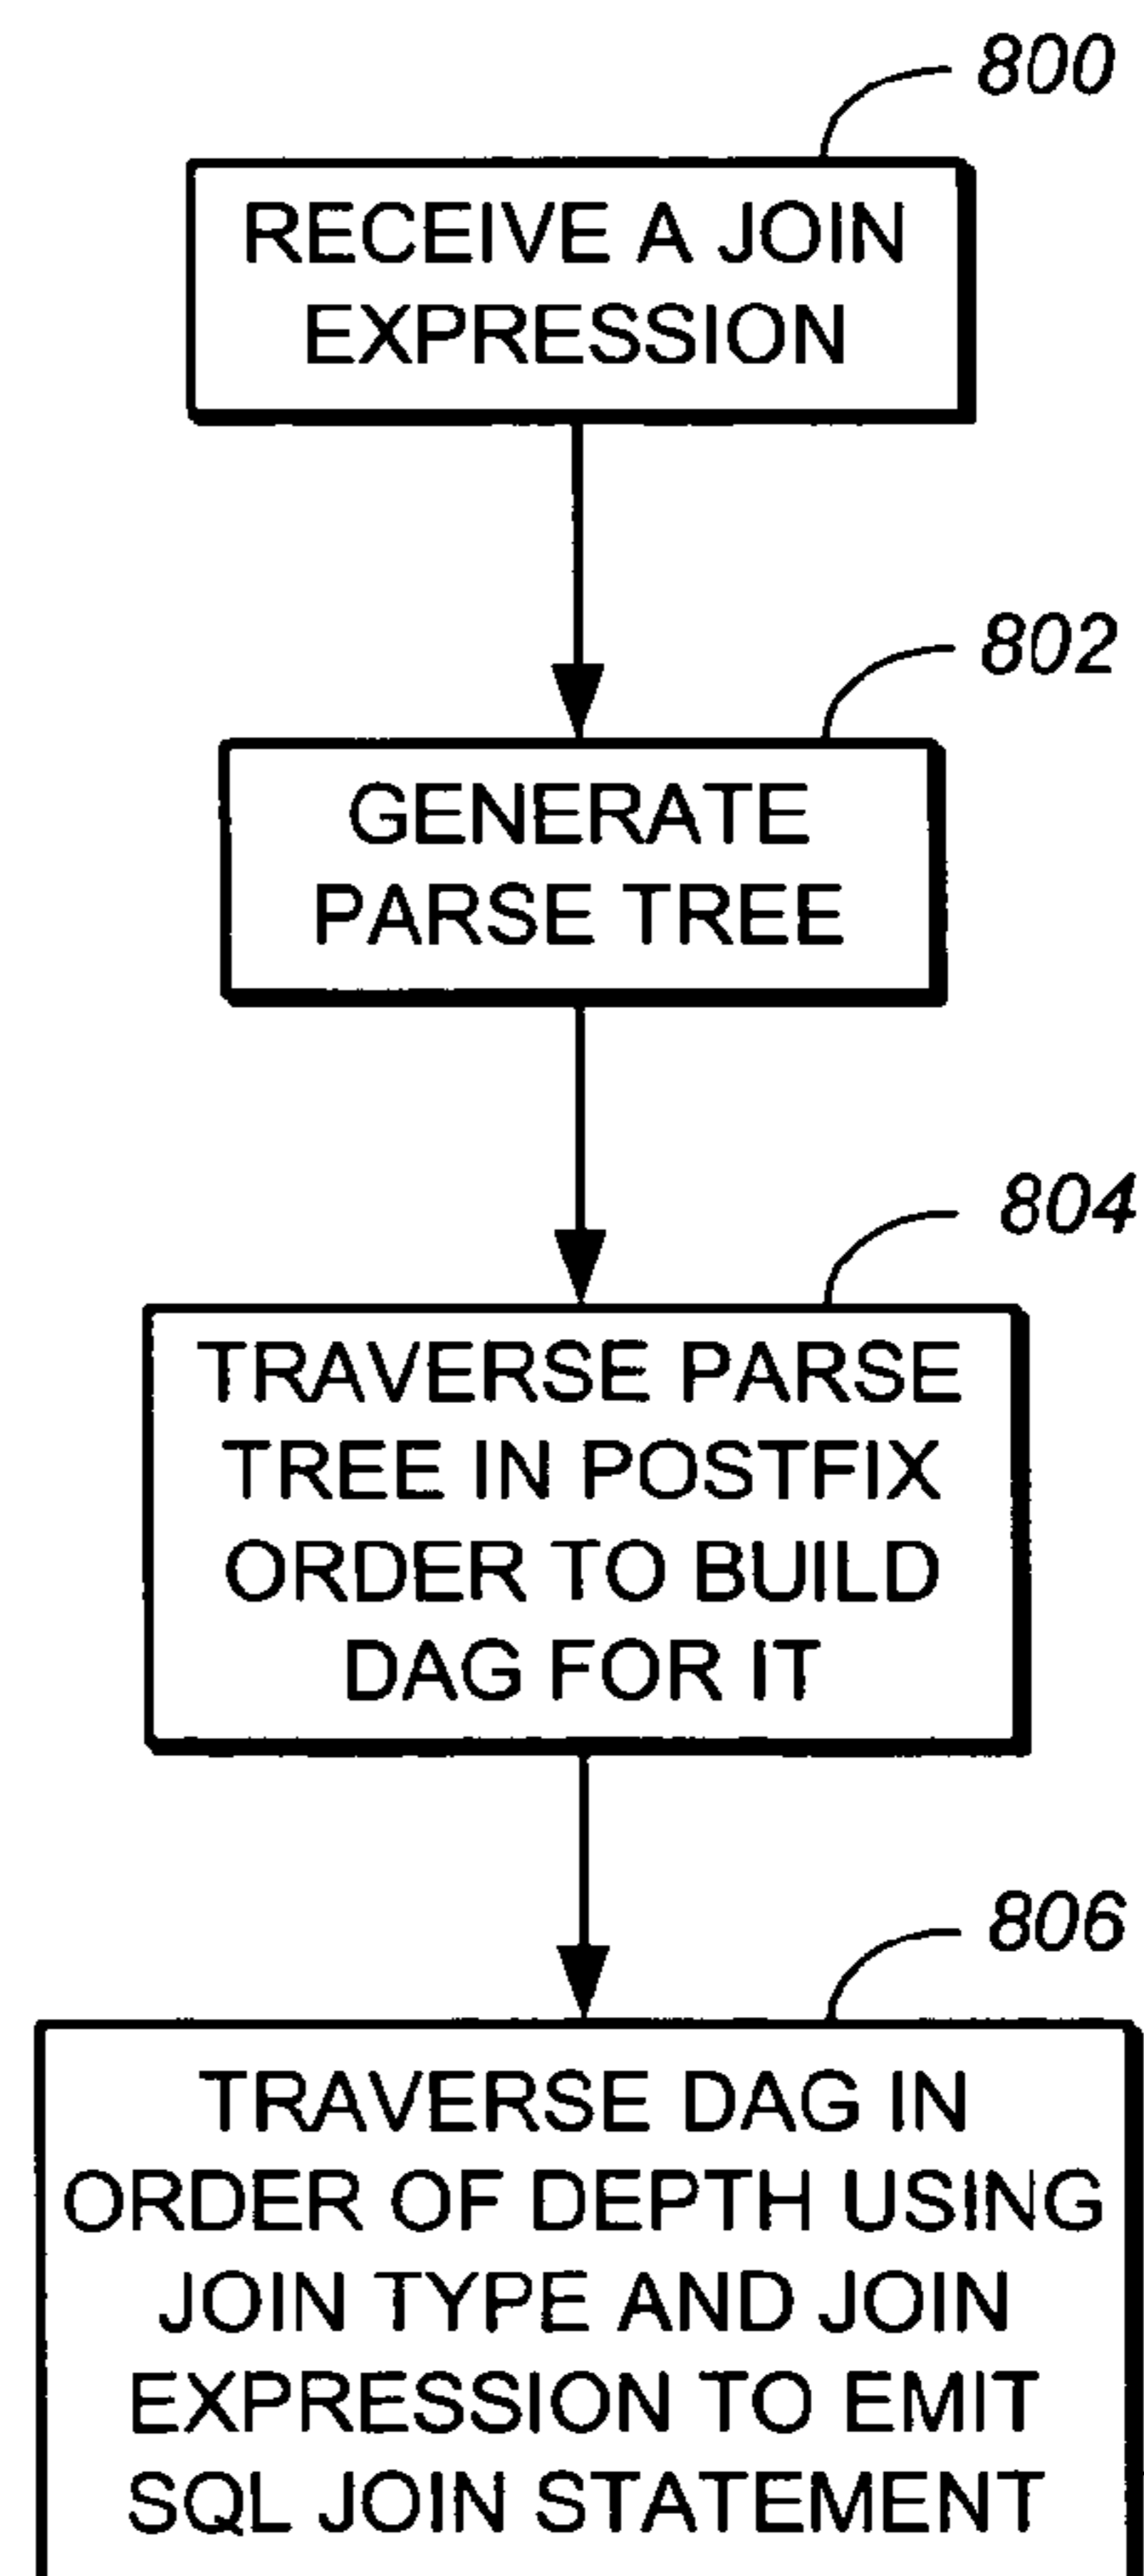 800
RECEIVE A JOIN
EXPRESSION
802
GENERATE
PARSE TREE
804
TRAVERSE PARSE
TREE IN POSTFIX
ORDER TO BUILD
DAG FOR IT
806
TRAVERSE DAG IN
ORDER OF DEPTH USING
JOIN TYPE AND JOIN
EXPRESSION TO EMIT
SQL JOIN STATEMENT